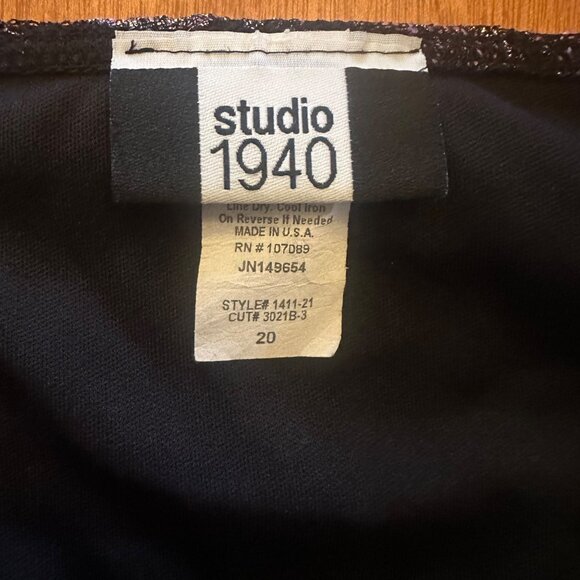 studio
1940
Line Dry. Cool Iron
On Reverse If Needed
MADE IN U.S.A.
RN # 107089
JN149654
STYLE# 1411-21
CUT# 3021B-3
20